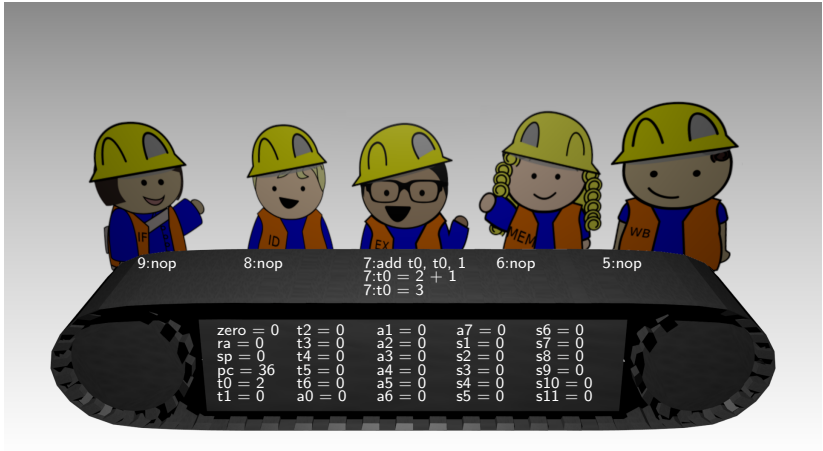 IF
ID
EX
MEM
WB
9:nop 8:nop 7:add t0, t0, 1 6:nop 5:nop
7:t0 = 2 + 1
7:t0 = 3
zero = 0 t2 = 0 a1 = 0 a7 = 0 s6 = 0
ra = 0 t3 = 0 a2 = 0 s1 = 0 s7 = 0
sp = 0 t4 = 0 a3 = 0 s2 = 0 s8 = 0
pc = 36 t5 = 0 a4 = 0 s3 = 0 s9 = 0
t0 = 2 t6 = 0 a5 = 0 s4 = 0 s10 = 0
t1 = 0 a0 = 0 a6 = 0 s5 = 0 s11 = 0